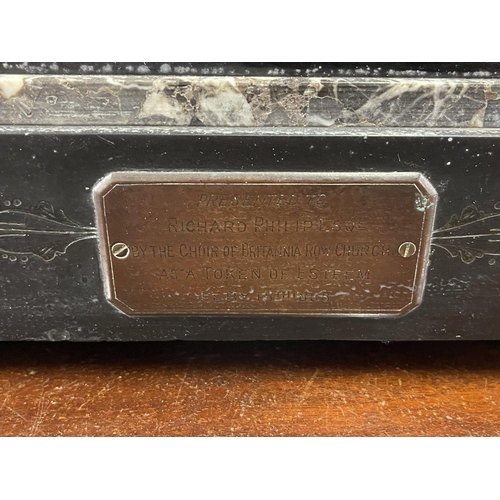 PRESENTED TO
RICHARD PHILIP
BY THE CHOIR OF BRITANNIA ROW CHURCH
AS A TOKEN OF ESTEEM